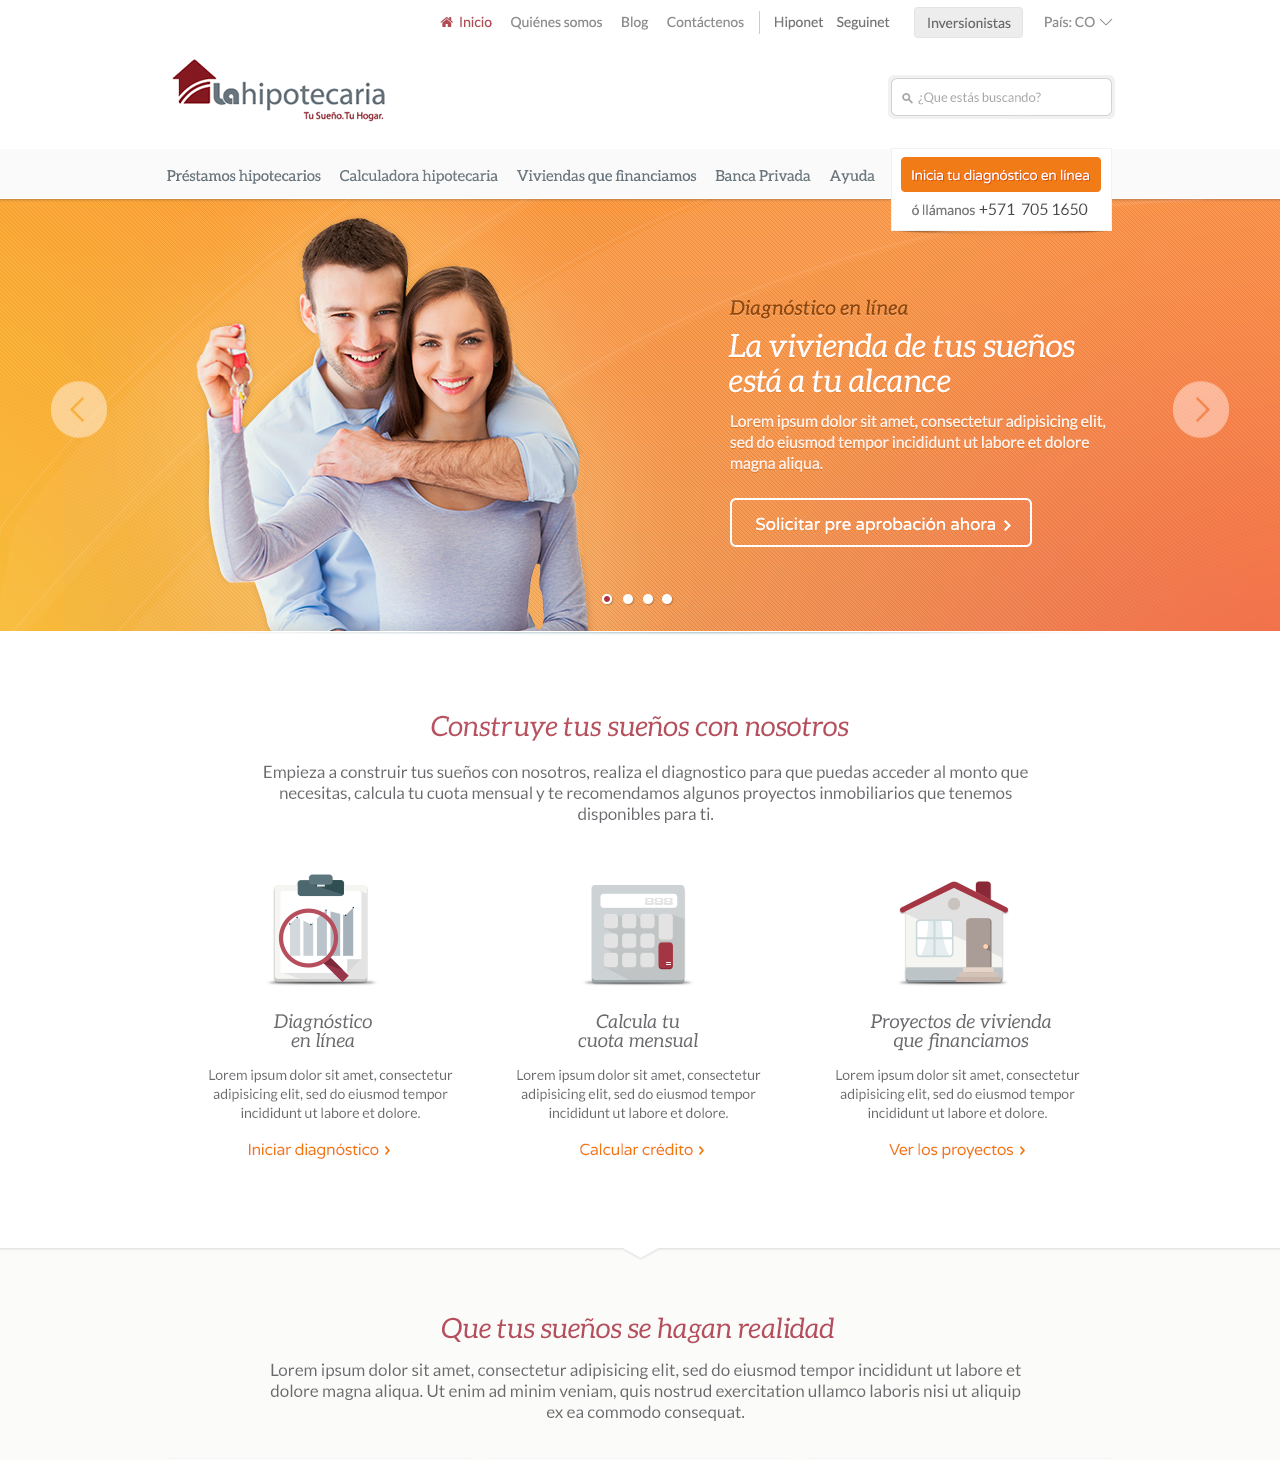 Inicio Quiénes somos Blog Contáctenos Hiponet Seguinet Inversionistas País: CO
Lahipotecaria
Tu Sueño.Tu Hogar.
¿Que estás buscando?
Préstamos hipotecarios Calculadora hipotecaria Viviendas que financiamos Banca Privada Ayuda
Inicia tu diagnóstico en linea
ó llámanos +571 705 1650
Diagnóstico en línea
La vivienda de tus sueños
está a tu alcance
Lorem ipsum dolor sit amet, consectetur adipisicing elit,
sed do eiusmod tempor incididunt ut labore et dolore
magna aliqua.
Solicitar pre aprobación ahora
Construye tus sueños con nosotros
Empieza a construir tus sueños con nosotros, realiza el diagnostico para que puedas acceder al monto que
necesitas, calcula tu cuota mensual y te recomendamos algunos proyectos inmobiliarios que tenemos
disponibles para ti.
888
Diagnóstico
en línea
Lorem ipsum dolor sit amet, consectetur
adipisicing elit, sed do eiusmod tempor
incididunt ut labore et dolore.
Iniciar diagnóstico
Calcula tu
cuota mensual
Lorem ipsum dolor sit amet, consectetur
adipisicing elit, sed do eiusmod tempor
incididunt ut labore et dolore.
Calcular crédito
Proyectos de vivienda
que financiamos
Lorem ipsum dolor sit amet, consectetur
adipisicing elit, sed do eiusmod tempor
incididunt ut labore et dolore.
Ver los proyectos
Que tus sueños se hagan realidad
Lorem ipsum dolor sit amet, consectetur adipisicing elit, sed do eiusmod tempor incididunt ut labore et
dolore magna aliqua. Ut enim ad minim veniam, quis nostrud exercitation ullamco laboris nisi ut aliquip
ex ea commodo consequat.